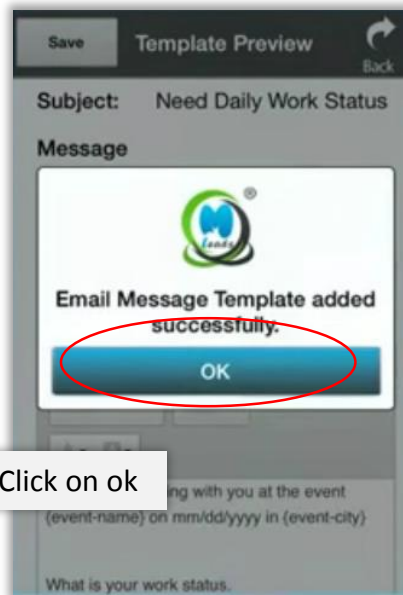 Save Template Preview Back
Subject: Need Daily Work Status
Message
M
Leads
®
Email Message Template added
successfully.
OK
Click on ok
ing with you at the event
{event-name} on mm/dd/yyyy in {event-city}
What is your work status.